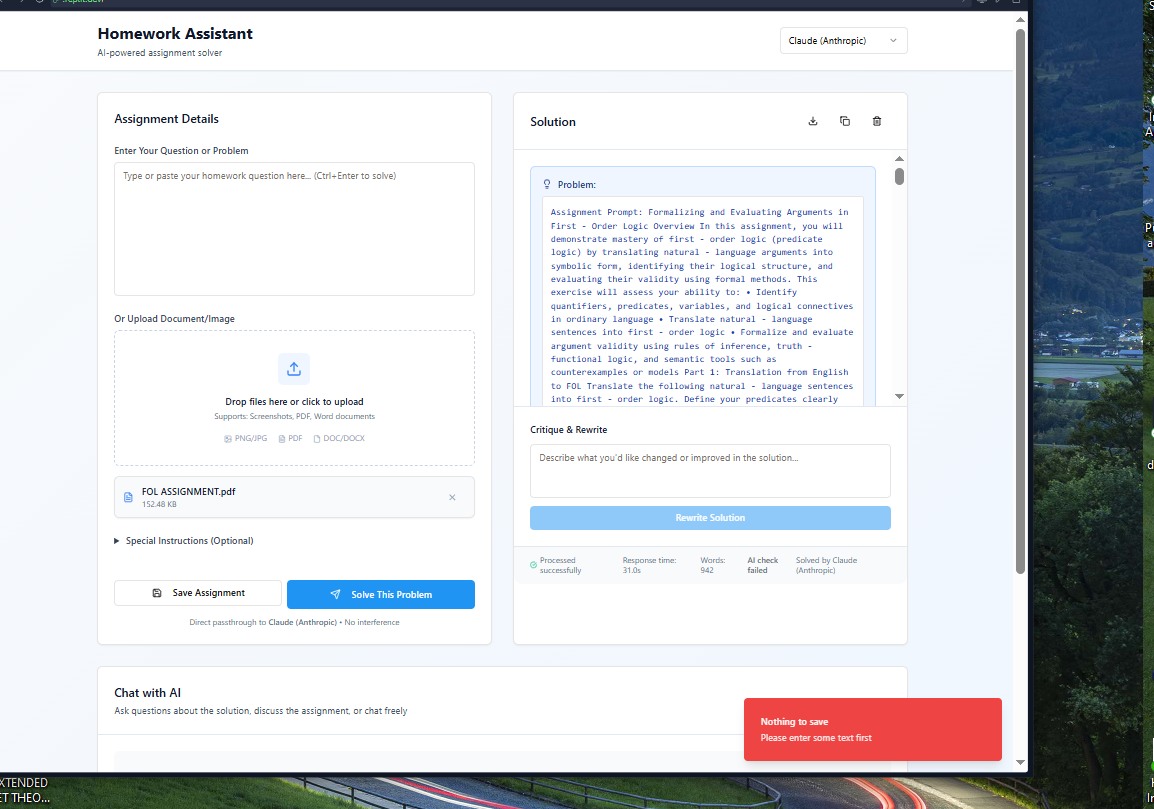 Homework Assistant
AI-powered assignment solver
Claude (Anthropic)
Assignment Details
Enter Your Question or Problem
Type or paste your homework question here... (Ctrl+Enter to solve)
Or Upload Document/Image
Drop files here or click to upload
Supports: Screenshots, PDF, Word documents
PNG/JPG PDF DOC/DOCX
FOL ASSIGNMENT.pdf
152.48 KB
Special Instructions (Optional)
Save Assignment
Solve This Problem
Direct passthrough to Claude (Anthropic) • No interference
Solution
Problem:
Assignment Prompt: Formalizing and Evaluating Arguments in
First - Order Logic Overview In this assignment, you will
demonstrate mastery of first - order logic (predicate
logic) by translating natural - language arguments into
symbolic form, identifying their logical structure, and
evaluating their validity using formal methods. This
exercise will assess your ability to: • Identify
quantifiers, predicates, variables, and logical connectives
in ordinary language • Translate natural - language
sentences into first - order logic • Formalize and evaluate
argument validity using rules of inference, truth -
functional logic, and semantic tools such as
counterexamples or models Part 1: Translation from English
to FOL Translate the following natural - language sentences
into first - order logic. Define your predicates clearly
Critique & Rewrite
Describe what you'd like changed or improved in the solution...
Rewrite Solution
Processed
successfully
Response time:
31.0s
Words:
942
AI check
failed
Solved by Claude
(Anthropic)
Chat with AI
Ask questions about the solution, discuss the assignment, or chat freely
Nothing to save
Please enter some text first
XTENDED
ET THEO...